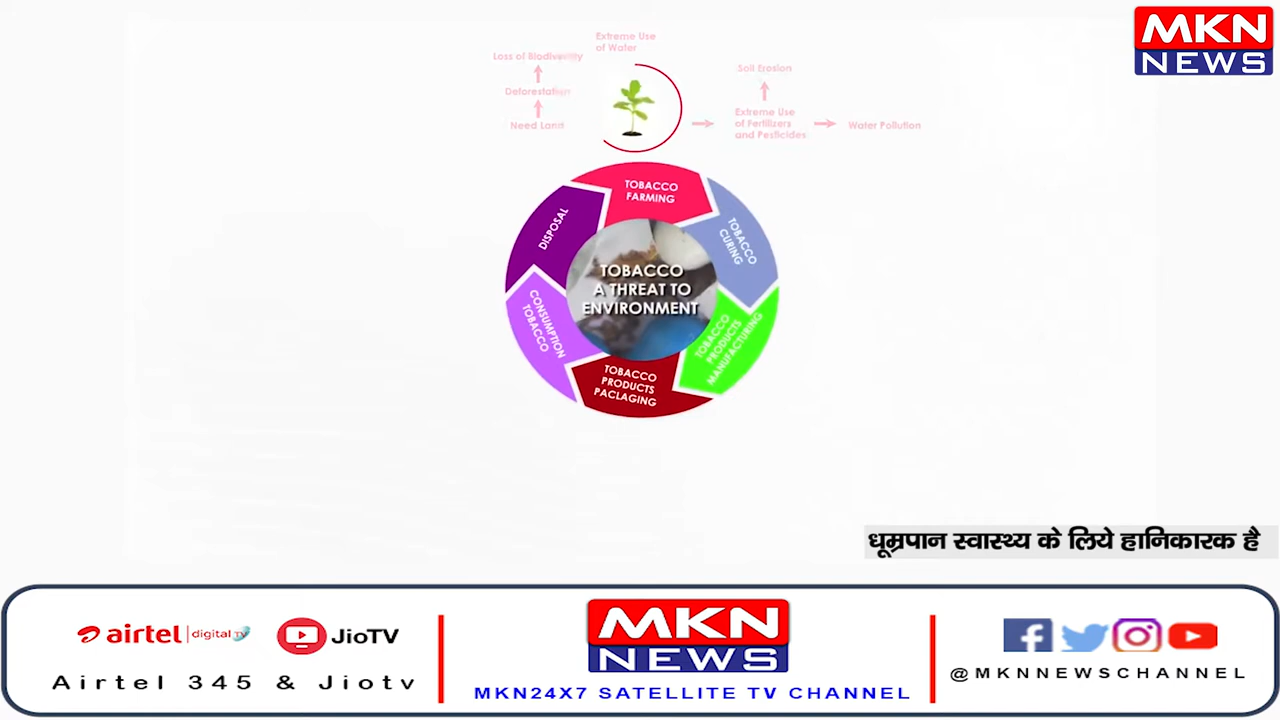 MKN
NEWS
Extreme Use
of Water
Loss of Biodiversity
Deforestation
Need Land
Soil Erosion
Extreme Use
of Fertilizers
and Pesticides
Water Pollution
TOBACCO
FARMING
TOBACCO
CURING
TOBACCO
PRODUCTS
MANUFACTURING
TOBACCO
PRODUCTS
PACLAGING
CONSUMPTION
TOBACCO
DISPOSAL
TOBACCO
A THREAT TO
ENVIRONMENT
धूम्रपान स्वास्थ्य के लिये हानिकारक है
airtel digital TV
JioTV
Airtel 345 & Jiotv
MKN
NEWS
MKN24X7 SATELLITE TV CHANNEL
@MKNNEWSCHANNEL